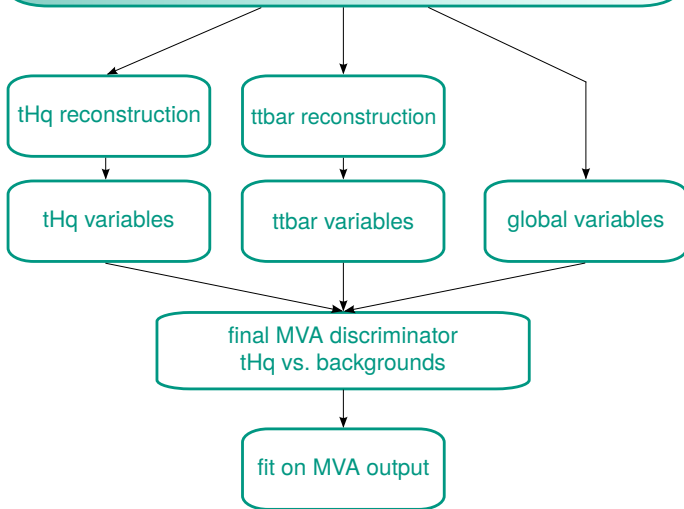 tHq reconstruction
ttbar reconstruction
tHq variables
ttbar variables
global variables
final MVA discriminator
tHq vs. backgrounds
fit on MVA output